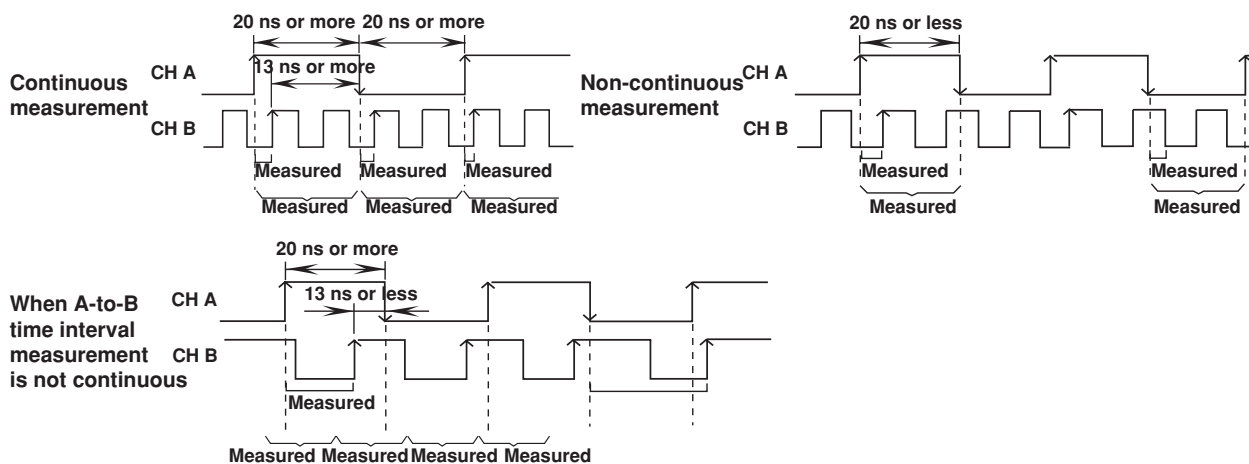 20 ns or more 20 ns or more
CH A
13 ns or more
Continuous
measurement
CH B
Measured Measured Measured
Measured Measured Measured
20 ns or less
CH A
Non-continuous
measurement
CH B
Measured Measured
Measured Measured
20 ns or more
CH A
13 ns or less
When A-to-B
time interval
measurement
is not continuous
CH B
Measured
Measured Measured Measured Measured